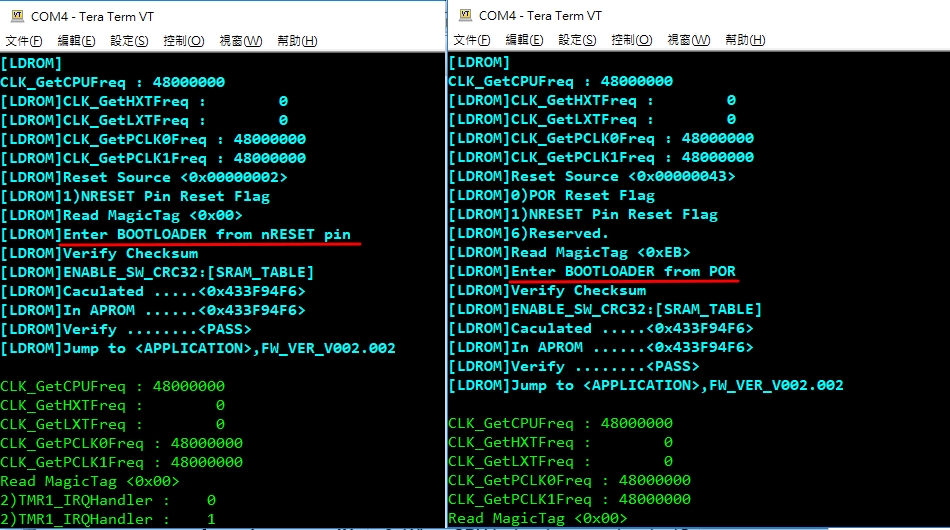 COM4 - Tera Term VT
文件(F) 編輯(E) 設定(S) 控制(O) 視窗(W) 幫助(H)
[LDROM]
CLK_GetCPUFreq : 48000000
[LDROM]CLK_GetHXTFreq :         0
[LDROM]CLK_GetLXTFreq :         0
[LDROM]CLK_GetPCLK0Freq : 48000000
[LDROM]CLK_GetPCLK1Freq : 48000000
[LDROM]Reset Source <0x00000002>
[LDROM]1)NRESET Pin Reset Flag
[LDROM]Read MagicTag <0x00>
[LDROM]Enter BOOTLOADER from nRESET pin
[LDROM]Verify Checksum
[LDROM]ENABLE_SW_CRC32:[SRAM_TABLE]
[LDROM]Caculated .....<0x433F94F6>
[LDROM]In APROM ......<0x433F94F6>
[LDROM]Verify ........<PASS>
[LDROM]Jump to <APPLICATION>,FW_VER_V002.002
CLK_GetCPUFreq : 48000000
CLK_GetHXTFreq :         0
CLK_GetLXTFreq :         0
CLK_GetPCLK0Freq : 48000000
CLK_GetPCLK1Freq : 48000000
Read MagicTag <0x00>
2)TMR1_IRQHandler :    0
2)TMR1_IRQHandler :    1
COM4 - Tera Term VT
文件(F) 編輯(E) 設定(S) 控制(O) 視窗(W) 幫助(H)
[LDROM]
CLK_GetCPUFreq : 48000000
[LDROM]CLK_GetHXTFreq :         0
[LDROM]CLK_GetLXTFreq :         0
[LDROM]CLK_GetPCLK0Freq : 48000000
[LDROM]CLK_GetPCLK1Freq : 48000000
[LDROM]Reset Source <0x00000043>
[LDROM]0)POR Reset Flag
[LDROM]1)NRESET Pin Reset Flag
[LDROM]6)Reserved.
[LDROM]Read MagicTag <0xEB>
[LDROM]Enter BOOTLOADER from POR
[LDROM]Verify Checksum
[LDROM]ENABLE_SW_CRC32:[SRAM_TABLE]
[LDROM]Caculated .....<0x433F94F6>
[LDROM]In APROM ......<0x433F94F6>
[LDROM]Verify ........<PASS>
[LDROM]Jump to <APPLICATION>,FW_VER_V002.002
CLK_GetCPUFreq : 48000000
CLK_GetHXTFreq :         0
CLK_GetLXTFreq :         0
CLK_GetPCLK0Freq : 48000000
CLK_GetPCLK1Freq : 48000000
Read MagicTag <0x00>